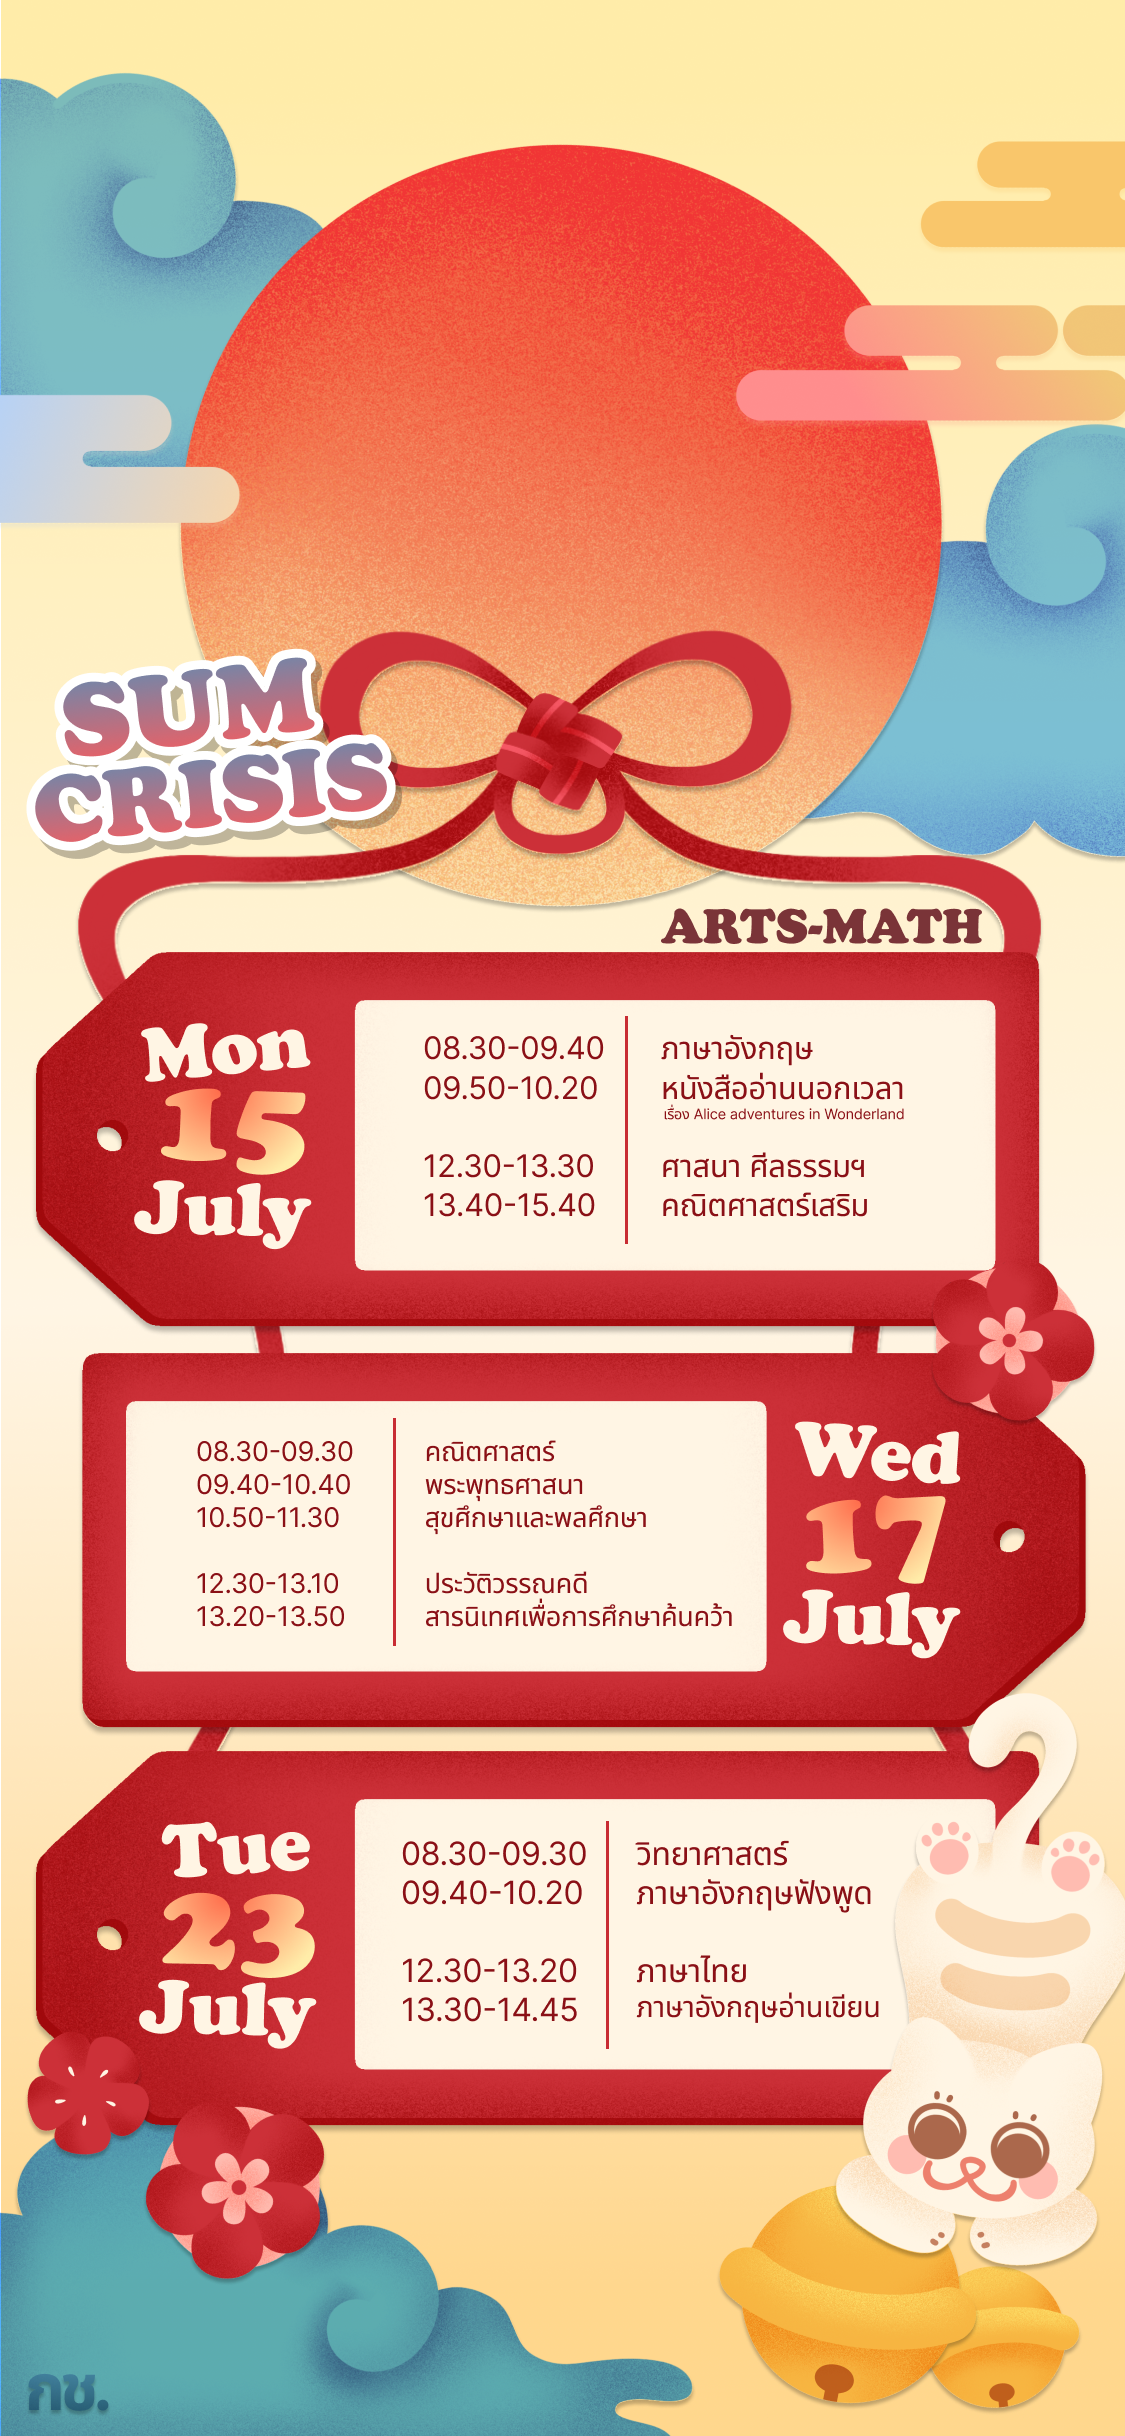 SUM
CRISIS
ARTS-MATH
Mon
15
July
08.30-09.40 ภาษาอังกฤษ
09.50-10.20 หนังสืออ่านนอกเวลา
เรื่อง Alice adventures in Wonderland
12.30-13.30 ศาสนา ศีลธรรมฯ
13.40-15.40 คณิตศาสตร์เสริม
08.30-09.30 คณิตศาสตร์
09.40-10.40 พระพุทธศาสนา
10.50-11.30 สุขศึกษาและพลศึกษา
12.30-13.10 ประวัติวรรณคดี
13.20-13.50 สารนิเทศเพื่อการศึกษาค้นคว้า
Wed
17
July
Tue
23
July
08.30-09.30 วิทยาศาสตร์
09.40-10.20 ภาษาอังกฤษฟังพูด
12.30-13.20 ภาษาไทย
13.30-14.45 ภาษาอังกฤษอ่านเขียน
กช.